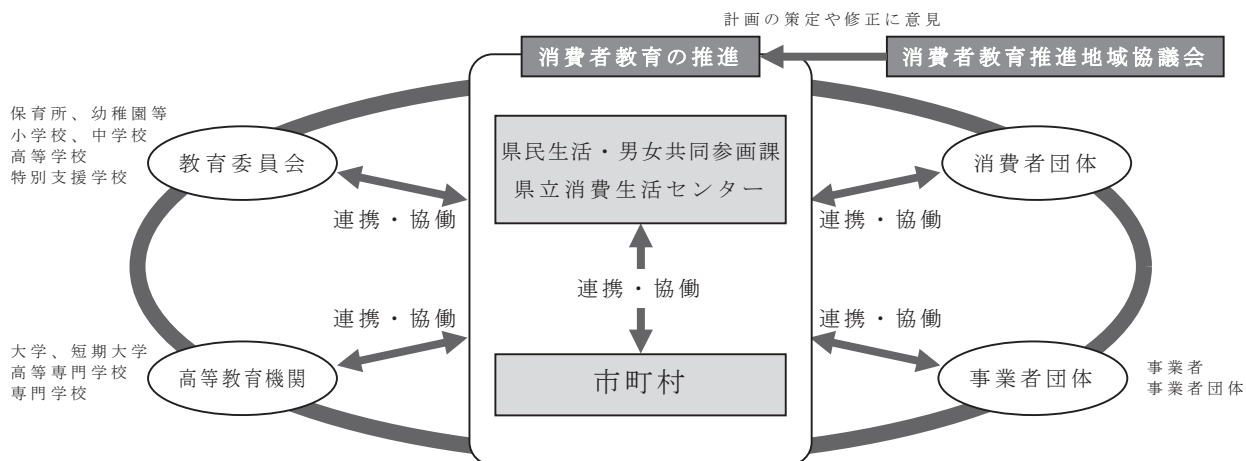 計画の策定や修正に意見
消費者教育の推進
消費者教育推進地域協議会
保育所、幼稚園等
小学校、中学校
高等学校
特別支援学校
教育委員会
県民生活・男女共同参画課
県立消費生活センター
消費者団体
連携・協働
連携・協働
連携・協働
連携・協働
連携・協働
大学、短期大学
高等専門学校
専門学校
高等教育機関
市町村
事業者団体
事業者
事業者団体